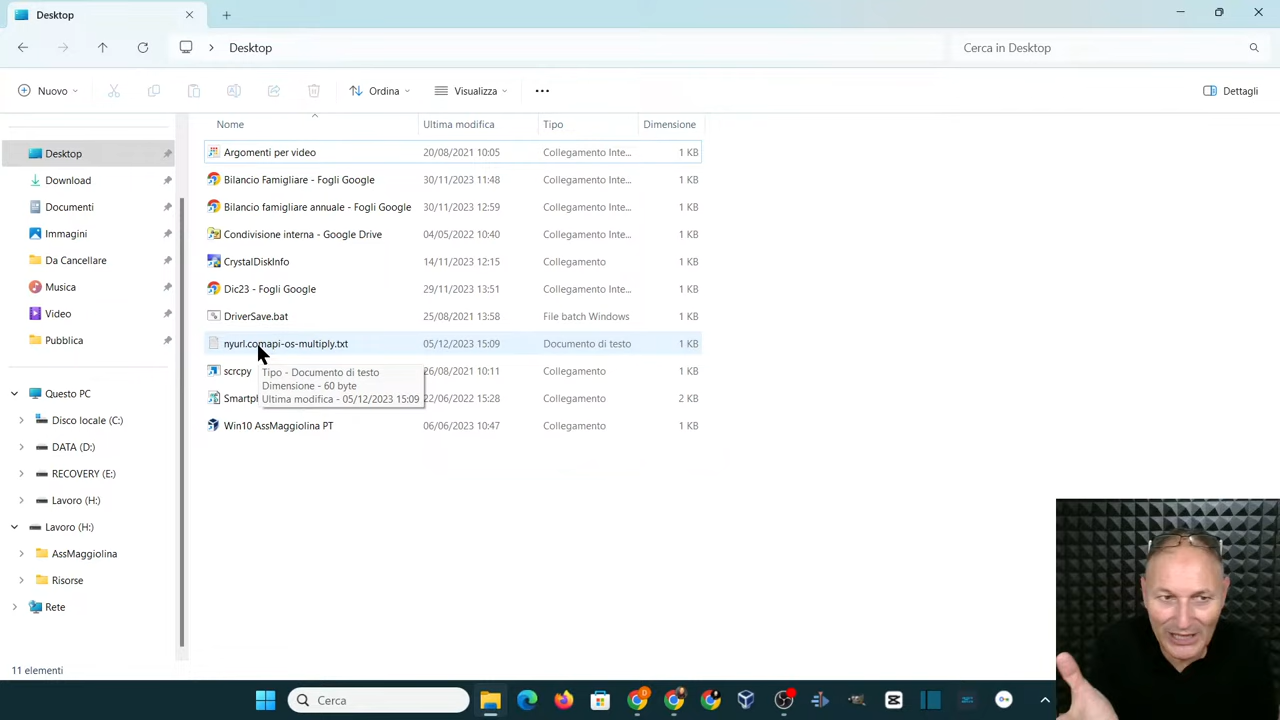 Desktop
Desktop
Cerca in Desktop
Nuovo
Ordina
Visualizza
Dettagli
Nome Ultima modifica Tipo Dimensione
Desktop
Download
Documenti
Immagini
Da Cancellare
Musica
Video
Pubblica
Questo PC
Disco locale (C:)
DATA (D:)
RECOVERY (E:)
Lavoro (H:)
Lavoro (H:)
AssMaggiolina
Risorse
Rete
Argomenti per video 20/08/2021 10:05 Collegamento Inte... 1 KB
Bilancio Famigliare - Fogli Google 30/11/2023 11:48 Collegamento Inte... 1 KB
Bilancio famigliare annuale - Fogli Google 30/11/2023 12:59 Collegamento Inte... 1 KB
Condivisione interna - Google Drive 04/05/2022 10:40 Collegamento Inte... 1 KB
CrystalDiskInfo 14/11/2023 12:15 Collegamento 1 KB
Dic23 - Fogli Google 29/11/2023 13:51 Collegamento Inte... 1 KB
DriverSave.bat 25/08/2021 13:58 File batch Windows 1 KB
nyurl.comapi-os-multiply.txt 05/12/2023 15:09 Documento di testo 1 KB
scrcpy 26/08/2021 10:11 Collegamento 1 KB
Smartph 22/06/2022 15:28 Collegamento 2 KB
Win10 AssMaggiolina PT 06/06/2023 10:47 Collegamento 1 KB
Tipo - Documento di testo
Dimensione - 60 byte
Ultima modifica - 05/12/2023 15:09
11 elementi
Cerca